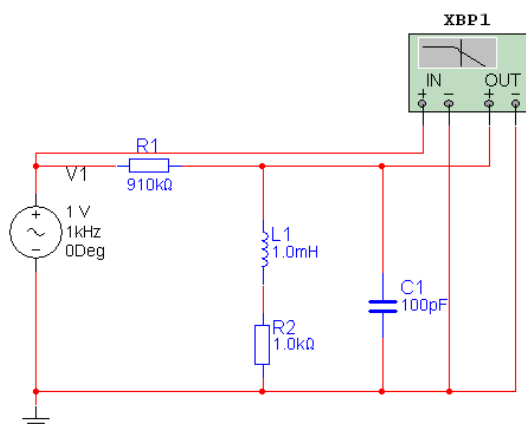 XBP1
IN OUT
+ − + −
R1
910kΩ
V1
+
1 V
1kHz
−
0Deg
L1
1.0mH
R2
1.0kΩ
C1
100pF